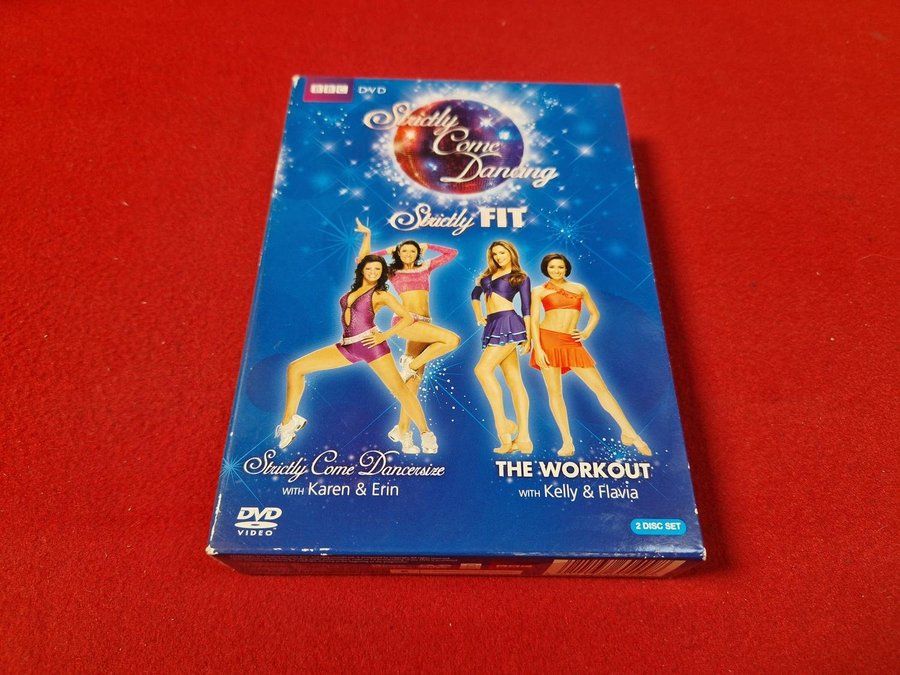 BBC DVD
Strictly
Come
Dancing
Strictly FIT
Strictly Come Dancersize
WITH Karen & Erin
THE WORKOUT
WITH Kelly & Flavia
DVD
VIDEO
2 DISC SET